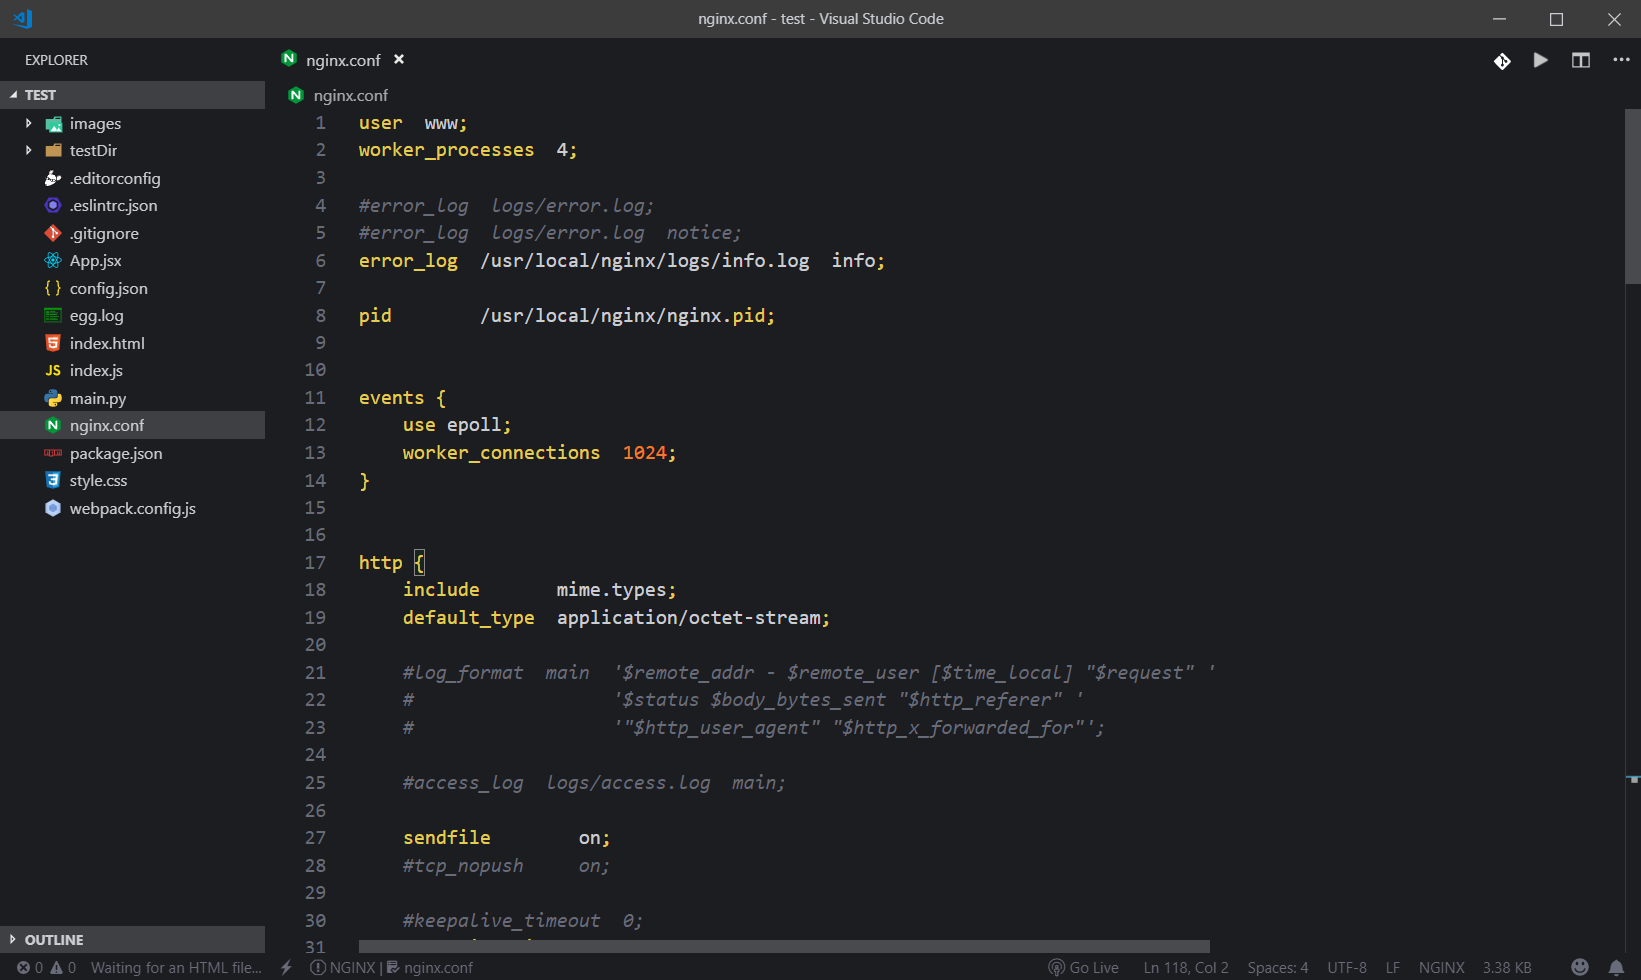 nginx.conf - test - Visual Studio Code
EXPLORER
TEST
images
testDir
.editorconfig
.eslintrc.json
.gitignore
App.jsx
config.json
egg.log
index.html
JS index.js
main.py
nginx.conf
package.json
style.css
webpack.config.js
OUTLINE
nginx.conf
nginx.conf
1 user  www;
2 worker_processes  4;
3
4 #error_log  logs/error.log;
5 #error_log  logs/error.log  notice;
6 error_log  /usr/local/nginx/logs/info.log  info;
7
8 pid        /usr/local/nginx/nginx.pid;
9
10
11 events {
12     use epoll;
13     worker_connections  1024;
14 }
15
16
17 http {
18     include       mime.types;
19     default_type  application/octet-stream;
20
21     #log_format  main  '$remote_addr - $remote_user [$time_local] "$request" '
22     #                  '$status $body_bytes_sent "$http_referer" '
23     #                  '"$http_user_agent" "$http_x_forwarded_for"';
24
25     #access_log  logs/access.log  main;
26
27     sendfile        on;
28     #tcp_nopush     on;
29
30     #keepalive_timeout  0;
31
0 0 Waiting for an HTML file... NGINX | nginx.conf Go Live Ln 118, Col 2 Spaces: 4 UTF-8 LF NGINX 3.38 KB